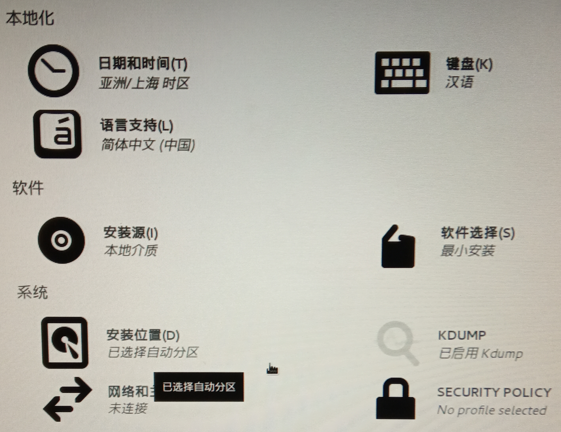 本地化
日期和时间(T)
亚洲/上海 时区
键盘(K)
汉语
语言支持(L)
简体中文 (中国)
软件
安装源(I)
本地介质
软件选择(S)
最小安装
系统
安装位置(D)
已选择自动分区
KDUMP
已启用 Kdump
网络和
未连接
已选择自动分区
SECURITY POLICY
No profile selected